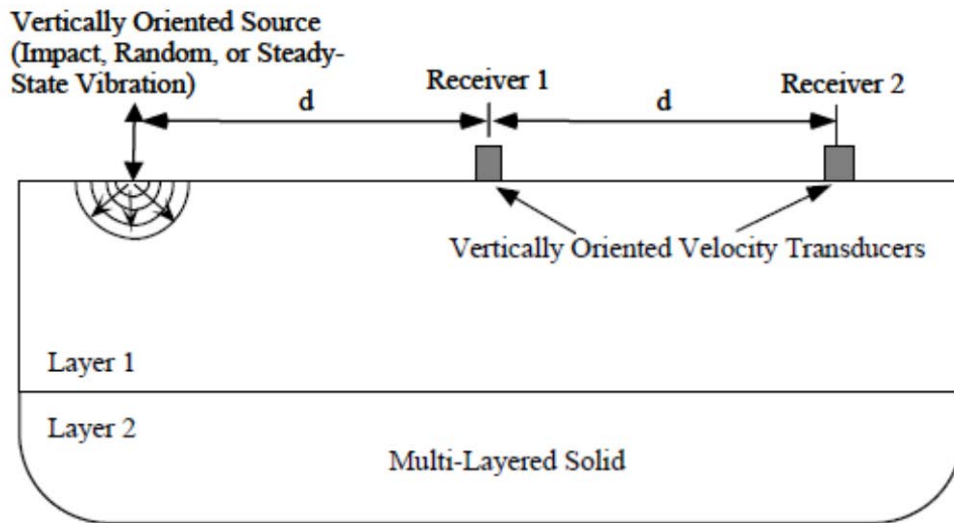 Vertically Oriented Source
(Impact, Random, or Steady-
State Vibration)
d
Receiver 1
d
Receiver 2
Vertically Oriented Velocity Transducers
Layer 1
Layer 2
Multi-Layered Solid